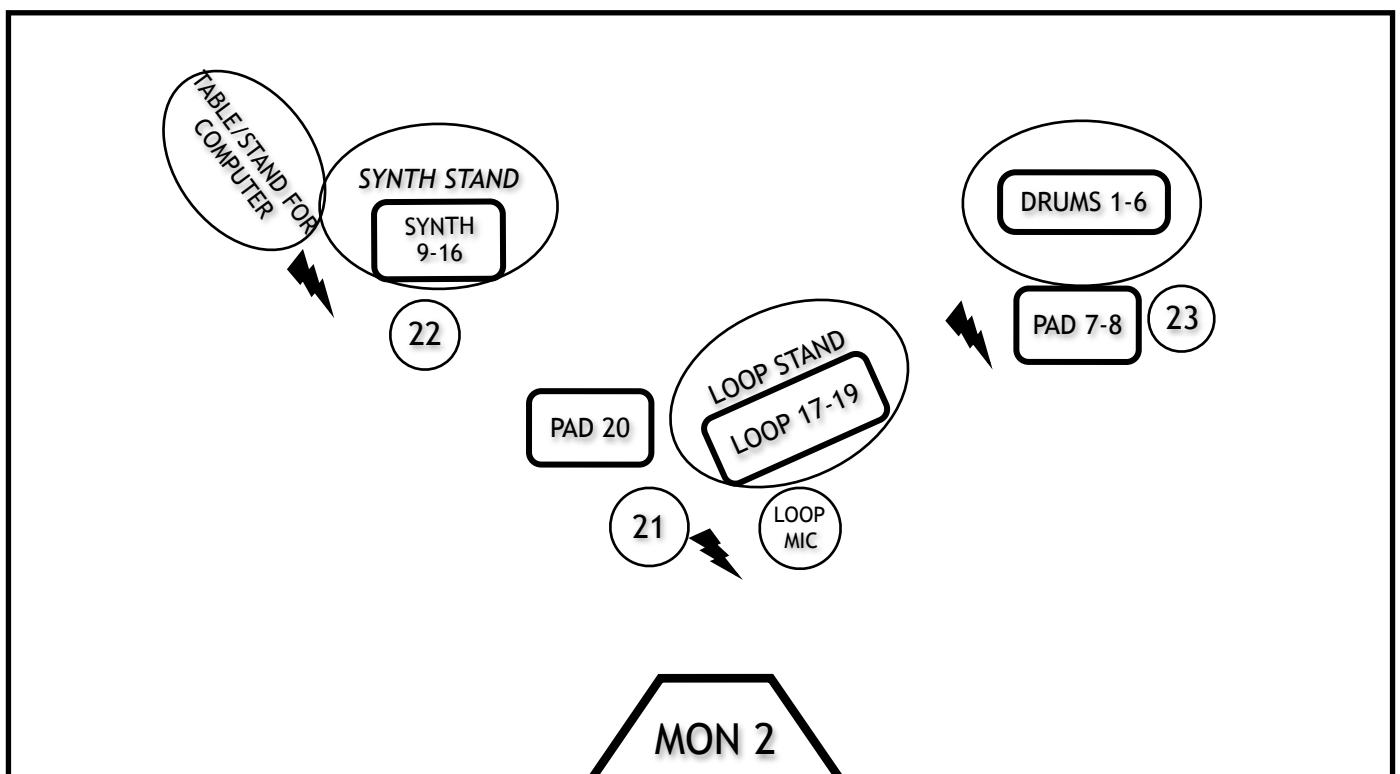 TABLE/STAND FOR
COMPUTER
SYNTH STAND
SYNTH
9-16
22
DRUMS 1-6
PAD 7-8
23
LOOP STAND
LOOP 17-19
PAD 20
21
LOOP
MIC
MON 2